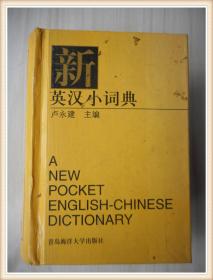 新
英汉小词典
卢永建 主编
A
NEW
POCKET
ENGLISH-CHINESE
DICTIONARY
青岛海洋大学出版社